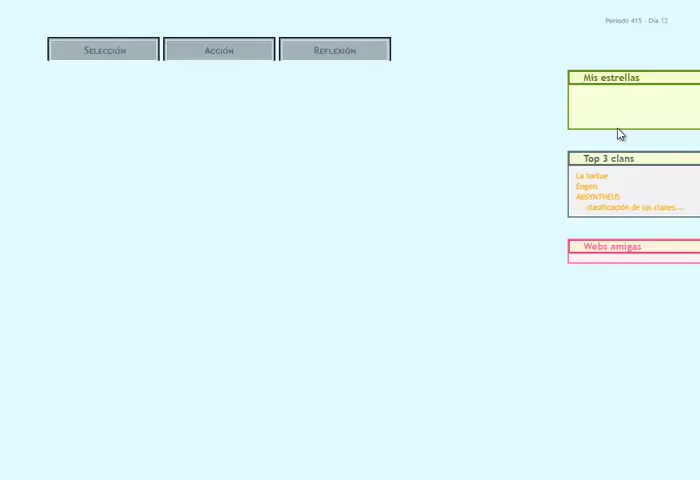 Periodo 415 - Día 12
Selección
Acción
Reflexión
Mis estrellas
Top 3 clans
La tortue
Engels
ABSYNTHEUS
clasificación de los clanes...
Webs amigas